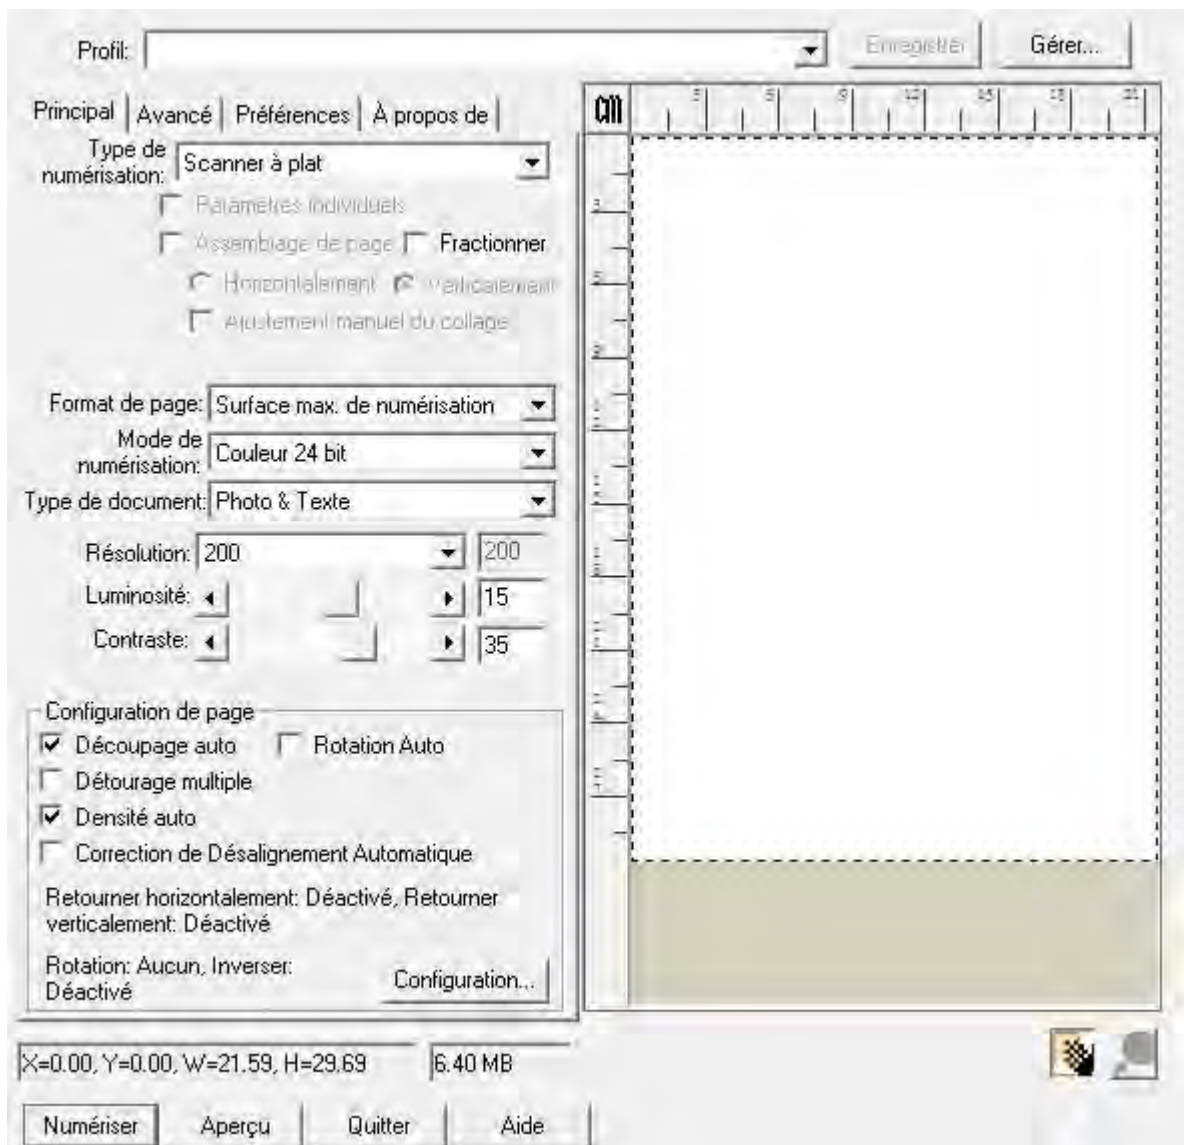 Profil:
Enregistrer
Gérer...
Principal
Avancé
Préférences
À propos de
Type de
numérisation:
Scanner à plat
Paramètres individuels
Assemblage de page
Fractionner
Horizontalement
Verticalement
Ajustement manuel du collage
Format de page:
Surface max. de numérisation
Mode de
numérisation:
Couleur 24 bit
Type de document:
Photo & Texte
Résolution:
200
200
Luminosité:
15
Contraste:
35
Configuration de page
Découpage auto
Rotation Auto
Détourage multiple
Densité auto
Correction de Désalignement Automatique
Retourner horizontalement: Déactivé, Retourner
verticalement: Déactivé
Rotation: Aucun, Inverser:
Déactivé
Configuration...
cm
X=0.00, Y=0.00, W=21.59, H=29.69
6.40 MB
Numériser
Aperçu
Quitter
Aide